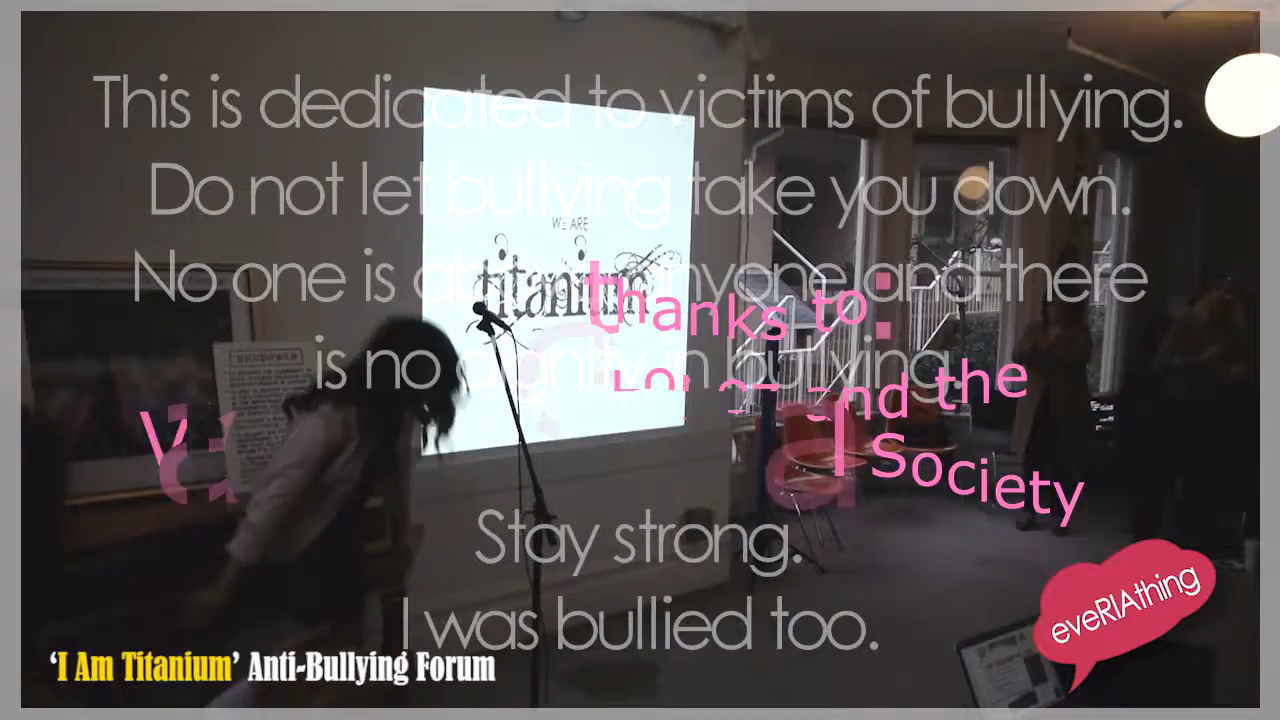 This is dedicated to victims of bullying.
Do not let bullying take you down.
WE ARE
No one is above anyone and there
titanium
thanks to:
is no dignity in bullying.
and the
Society
PURPOSES
Stay strong.
I was bullied too.
eveRIAthing
‘I Am Titanium’ Anti-Bullying Forum